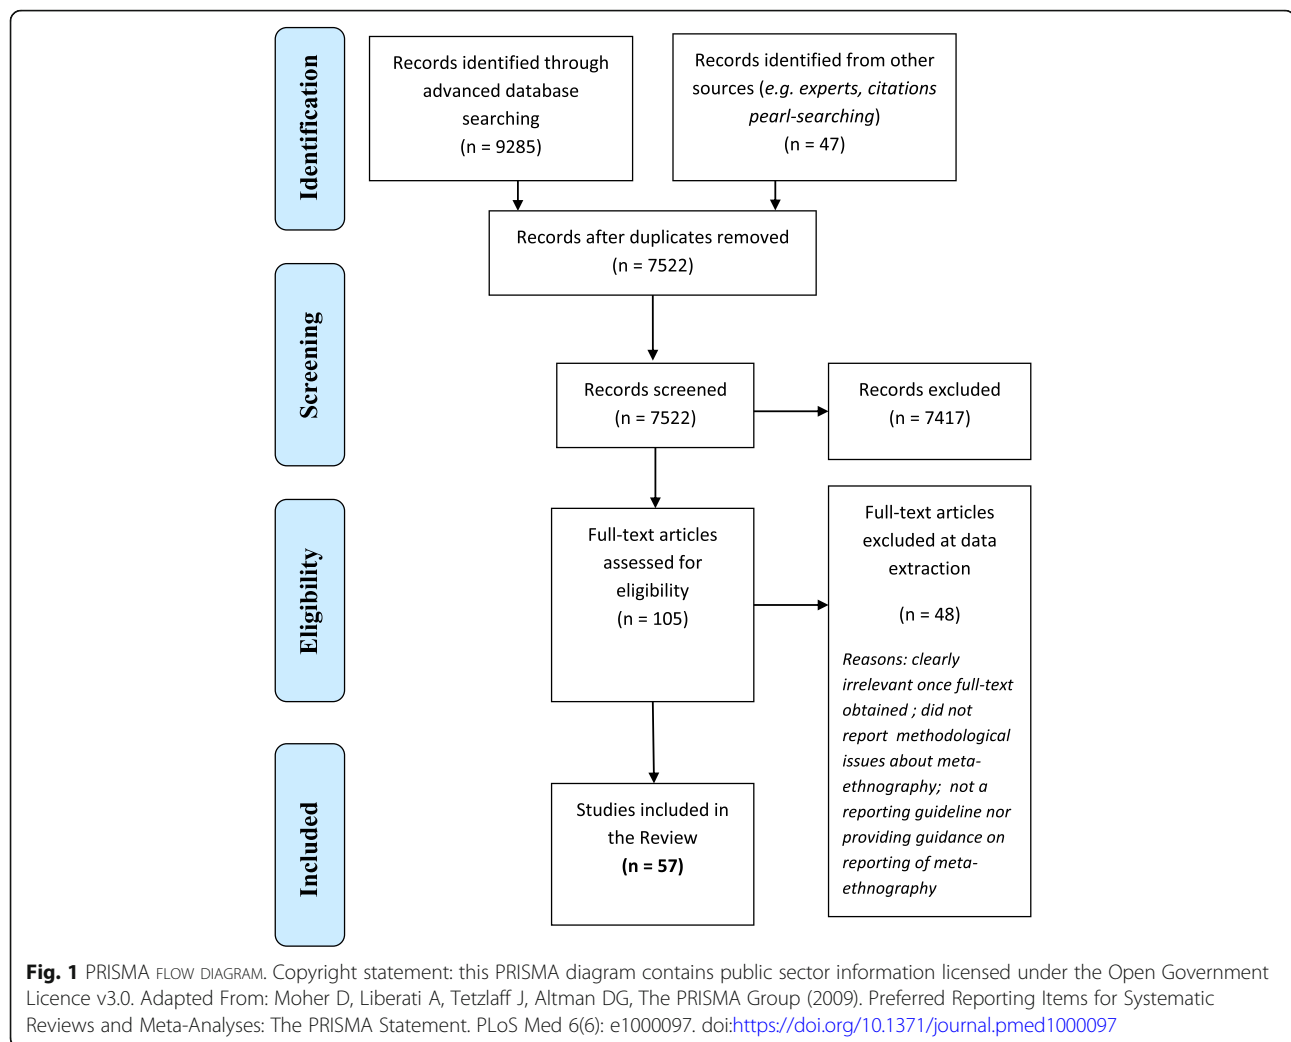 Identification
Records identified through
advanced database
searching
(n = 9285)
Records identified from other
sources (e.g. experts, citations
pearl-searching)
(n = 47)
Records after duplicates removed
(n = 7522)
Screening
Records screened
(n = 7522)
Records excluded
(n = 7417)
Eligibility
Full-text articles
assessed for
eligibility
(n = 105)
Full-text articles
excluded at data
extraction
(n = 48)
Reasons: clearly
irrelevant once full-text
obtained ; did not
report methodological
issues about meta-
ethnography; not a
reporting guideline nor
providing guidance on
reporting of meta-
ethnography
Included
Studies included in
the Review
(n = 57)
Fig. 1 PRISMA FLOW DIAGRAM. Copyright statement: this PRISMA diagram contains public sector information licensed under the Open Government
Licence v3.0. Adapted From: Moher D, Liberati A, Tetzlaff J, Altman DG, The PRISMA Group (2009). Preferred Reporting Items for Systematic
Reviews and Meta-Analyses: The PRISMA Statement. PLoS Med 6(6): e1000097. doi:https://doi.org/10.1371/journal.pmed1000097